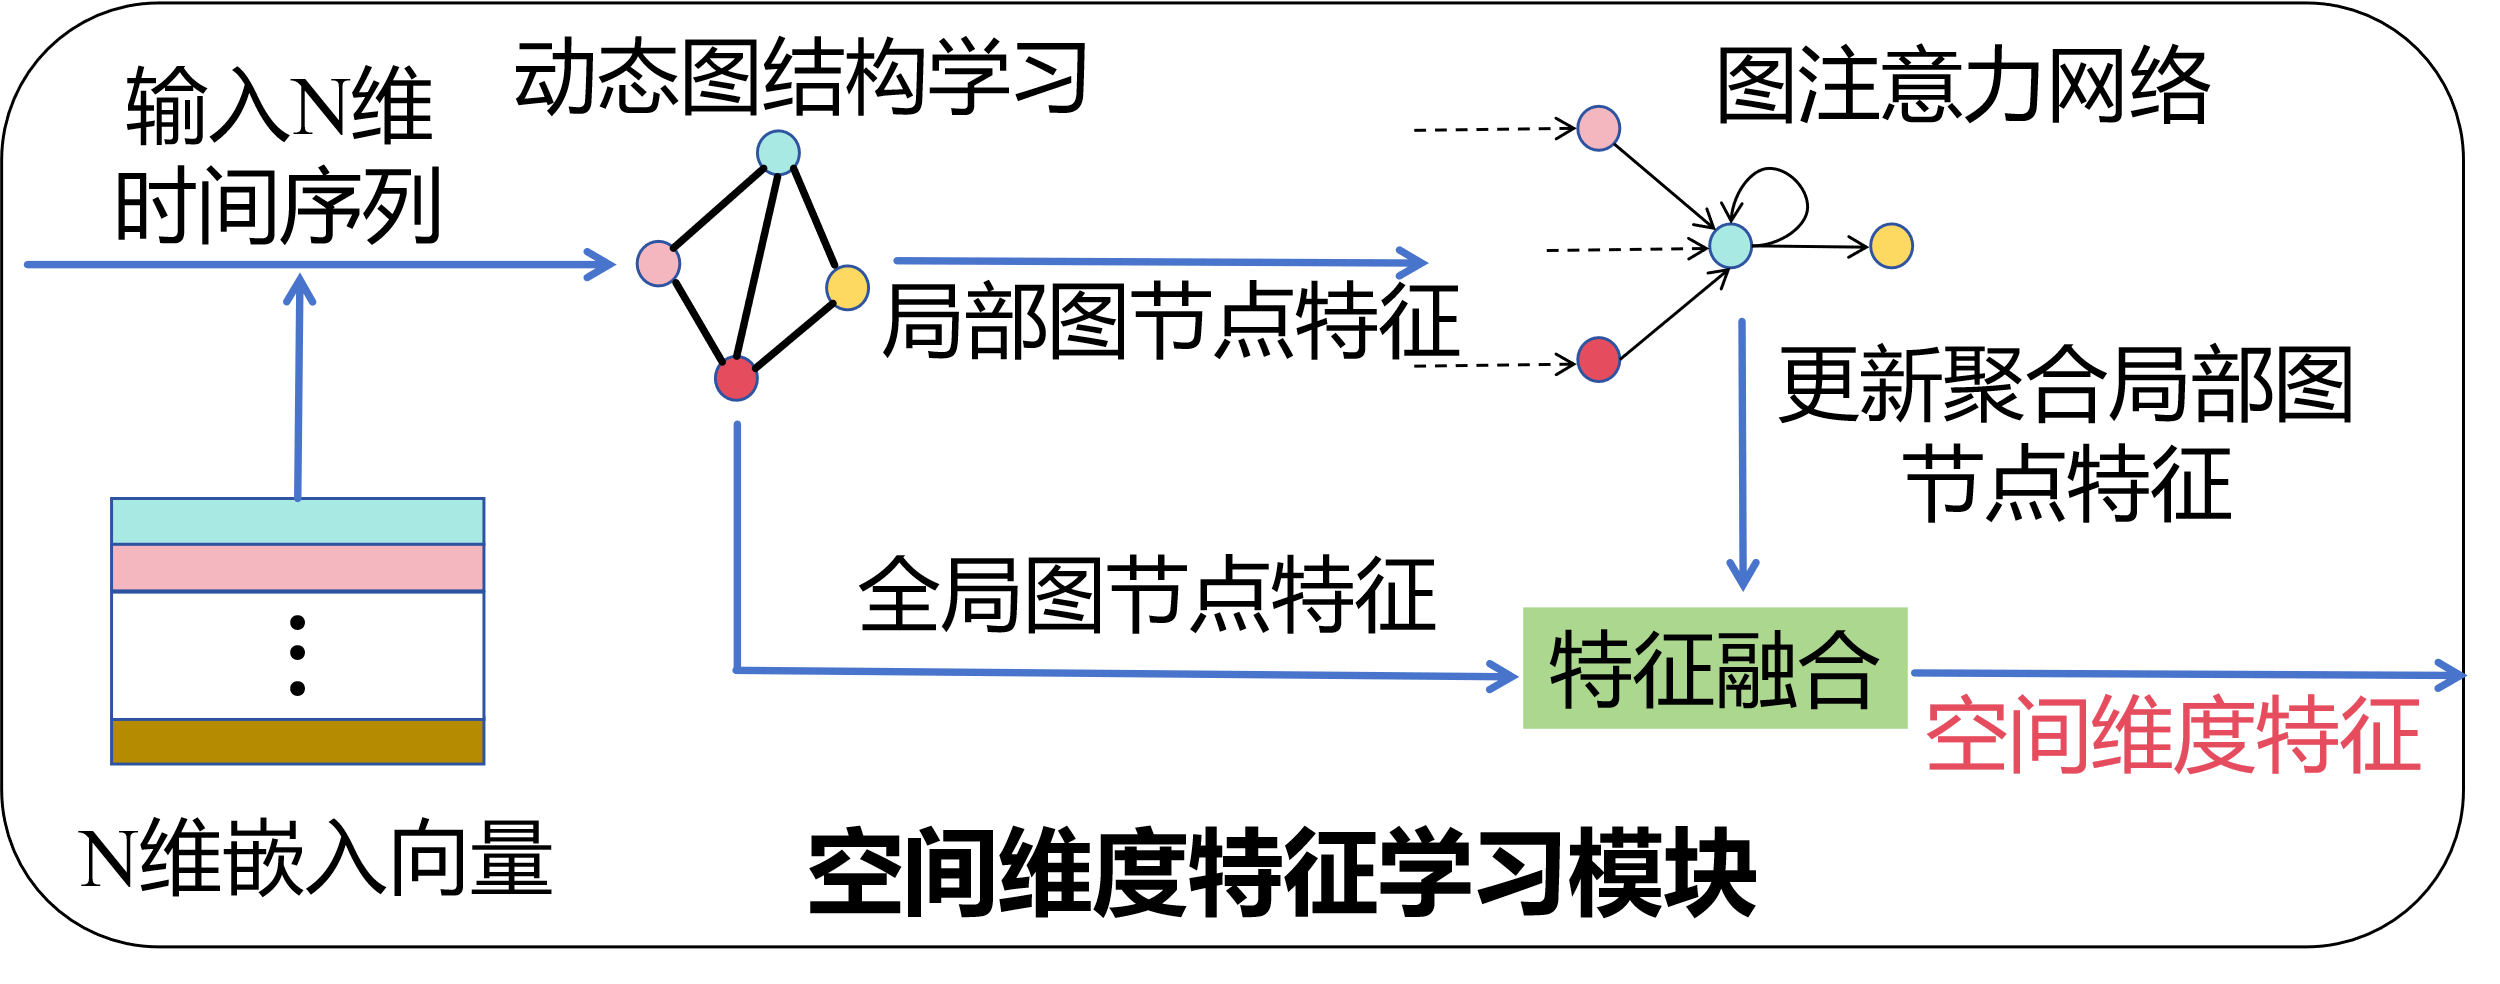 输入N维
时间序列
动态图结构学习
图注意力网络
局部图节点特征
更新聚合局部图
节点特征
全局图节点特征
特征融合
空间维度特征
N维嵌入向量
空间维度特征学习模块